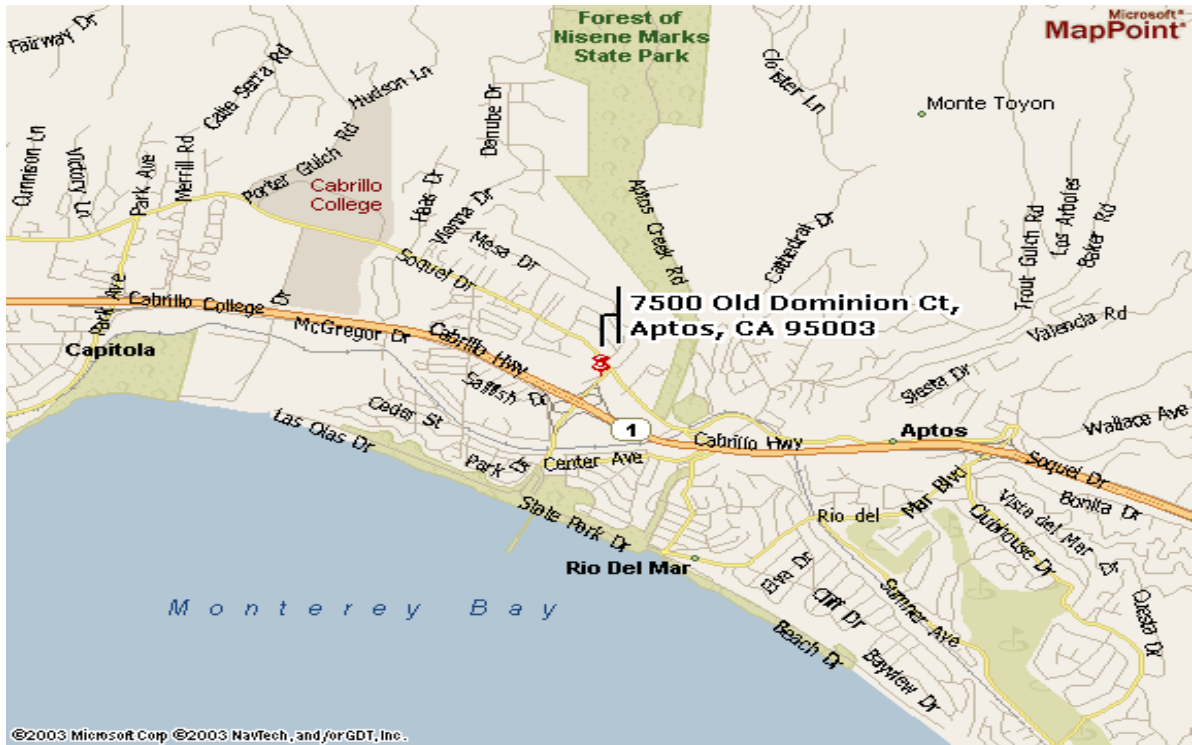 Fairway Dr
Forest of
Nisene Marks
State Park
Microsoft®
MapPoint®
Calle Serra Rd
Hudson Ln
Danube Dr
Cloister Ln
Monte Toyon
Gunnison Ln
Victory Ln
Park Ave
Merrill Rd
Porter Gulch Rd
Cabrillo
College
Haas Dr
Vienna Dr
Mesa Dr
Aptos Creek Rd
Cathedral Dr
Trout Gulch Rd
Los Arboles
Baker Rd
Soquel Dr
Park Ave
Cabrillo College Dr
7500 Old Dominion Ct,
Aptos, CA 95003
McGregor Dr
Cabrillo Hwy
Valencia Rd
Capitola
Sailfish Dr
Siesta Dr
Cedar St
Wallace Ave
Las Olas Dr
1
Cabrillo Hwy
Aptos
Park Dr
Center Ave
Soquel Dr
Bonita Dr
State Park Dr
Rio del
Mar Blvd
Vista del Mar Dr
Clubhouse Dr
Rio Del Mar
Elva Dr
Cliff Dr
Sumner Ave
Questa Dr
Monterey Bay
Beach Dr
Bayview Dr
©2003 Microsoft Corp ©2003 NavTech, and/or GDT, Inc.